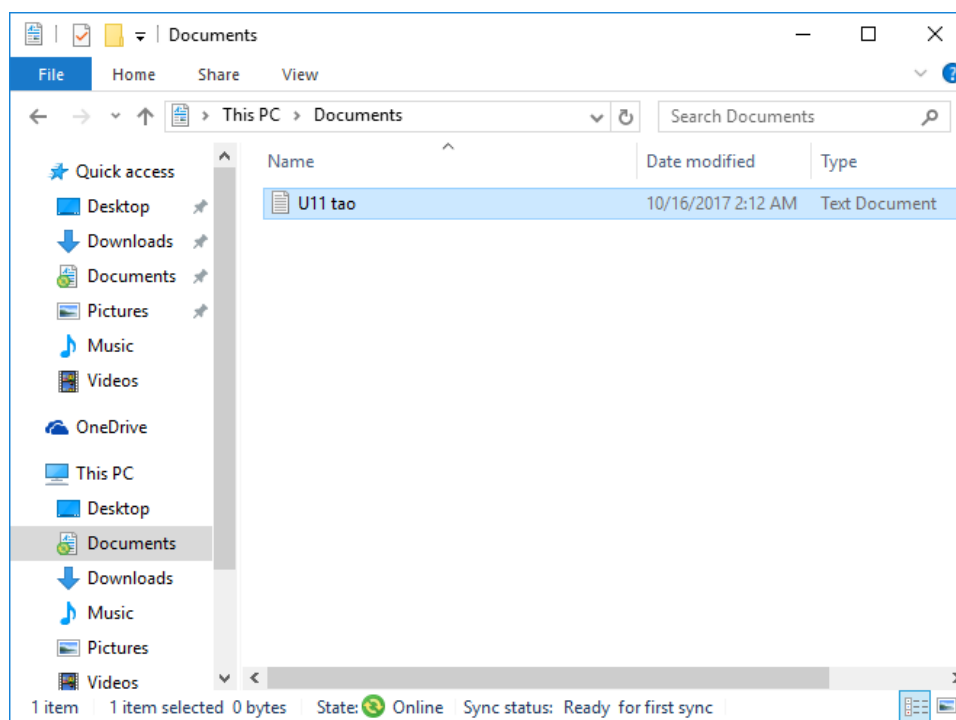 Documents
File Home Share View
This PC > Documents
Search Documents
Name Date modified Type
U11 tao 10/16/2017 2:12 AM Text Document
Quick access
Desktop
Downloads
Documents
Pictures
Music
Videos
OneDrive
This PC
Desktop
Documents
Downloads
Music
Pictures
Videos
1 item 1 item selected 0 bytes State: Online Sync status: Ready for first sync